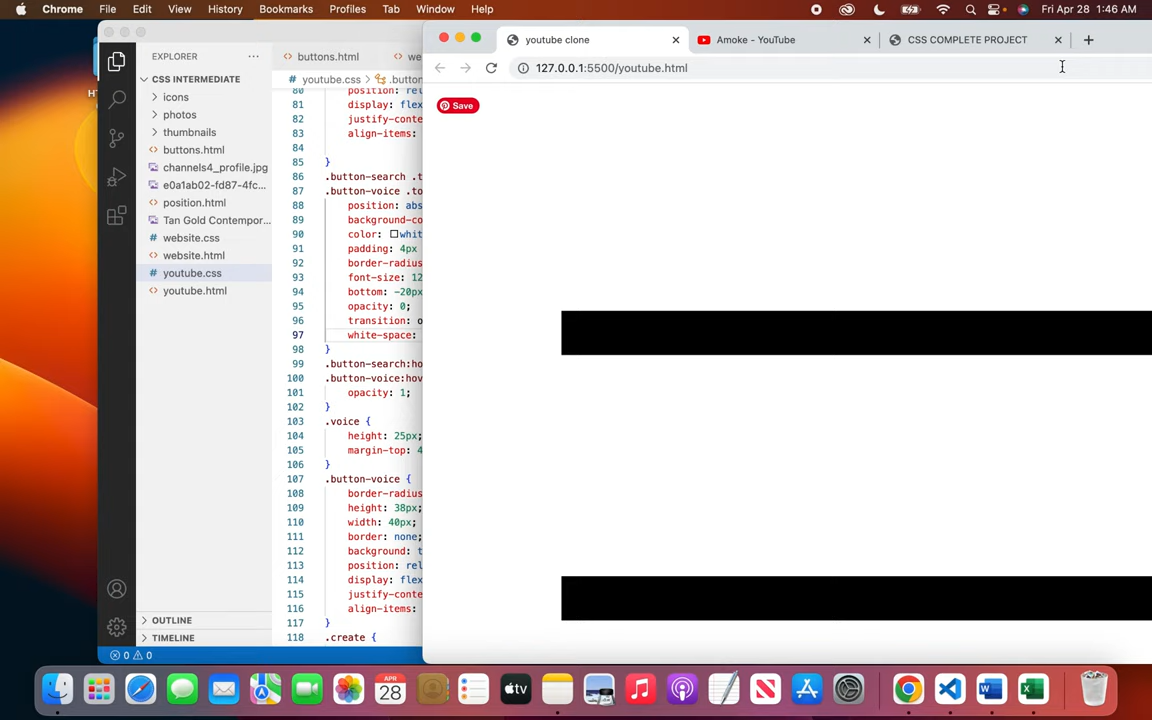 Chrome File Edit View History Bookmarks Profiles Tab Window Help Fri Apr 28 1:46 AM
EXPLORER
CSS INTERMEDIATE
icons
photos
thumbnails
buttons.html
channels4_profile.jpg
e0a1ab02-fd87-4fc...
position.html
Tan Gold Contempor...
website.css
website.html
youtube.css
youtube.html
OUTLINE
TIMELINE
0 0
buttons.html we
youtube.css .button
80 position: rel
81 display: flex
82 justify-conte
83 align-items:
84
85 }
86 .button-search .t
87 .button-voice .to
88 position: abs
89 background-co
90 color: whit
91 padding: 4px
92 border-radius
93 font-size: 12
94 bottom: -20px
95 opacity: 0;
96 transition: o
97 white-space:
98 }
99 .button-search:ho
100 .button-voice:hov
101 opacity: 1;
102 }
103 .voice {
104 height: 25px;
105 margin-top: 4
106 }
107 .button-voice {
108 border-radius
109 height: 38px;
110 width: 40px;
111 border: none;
112 background: t
113 position: rel
114 display: flex
115 justify-conte
116 align-items:
117 }
118 .create {
youtube clone
Amoke - YouTube
CSS COMPLETE PROJECT
127.0.0.1:5500/youtube.html
Save
APR
28
tv